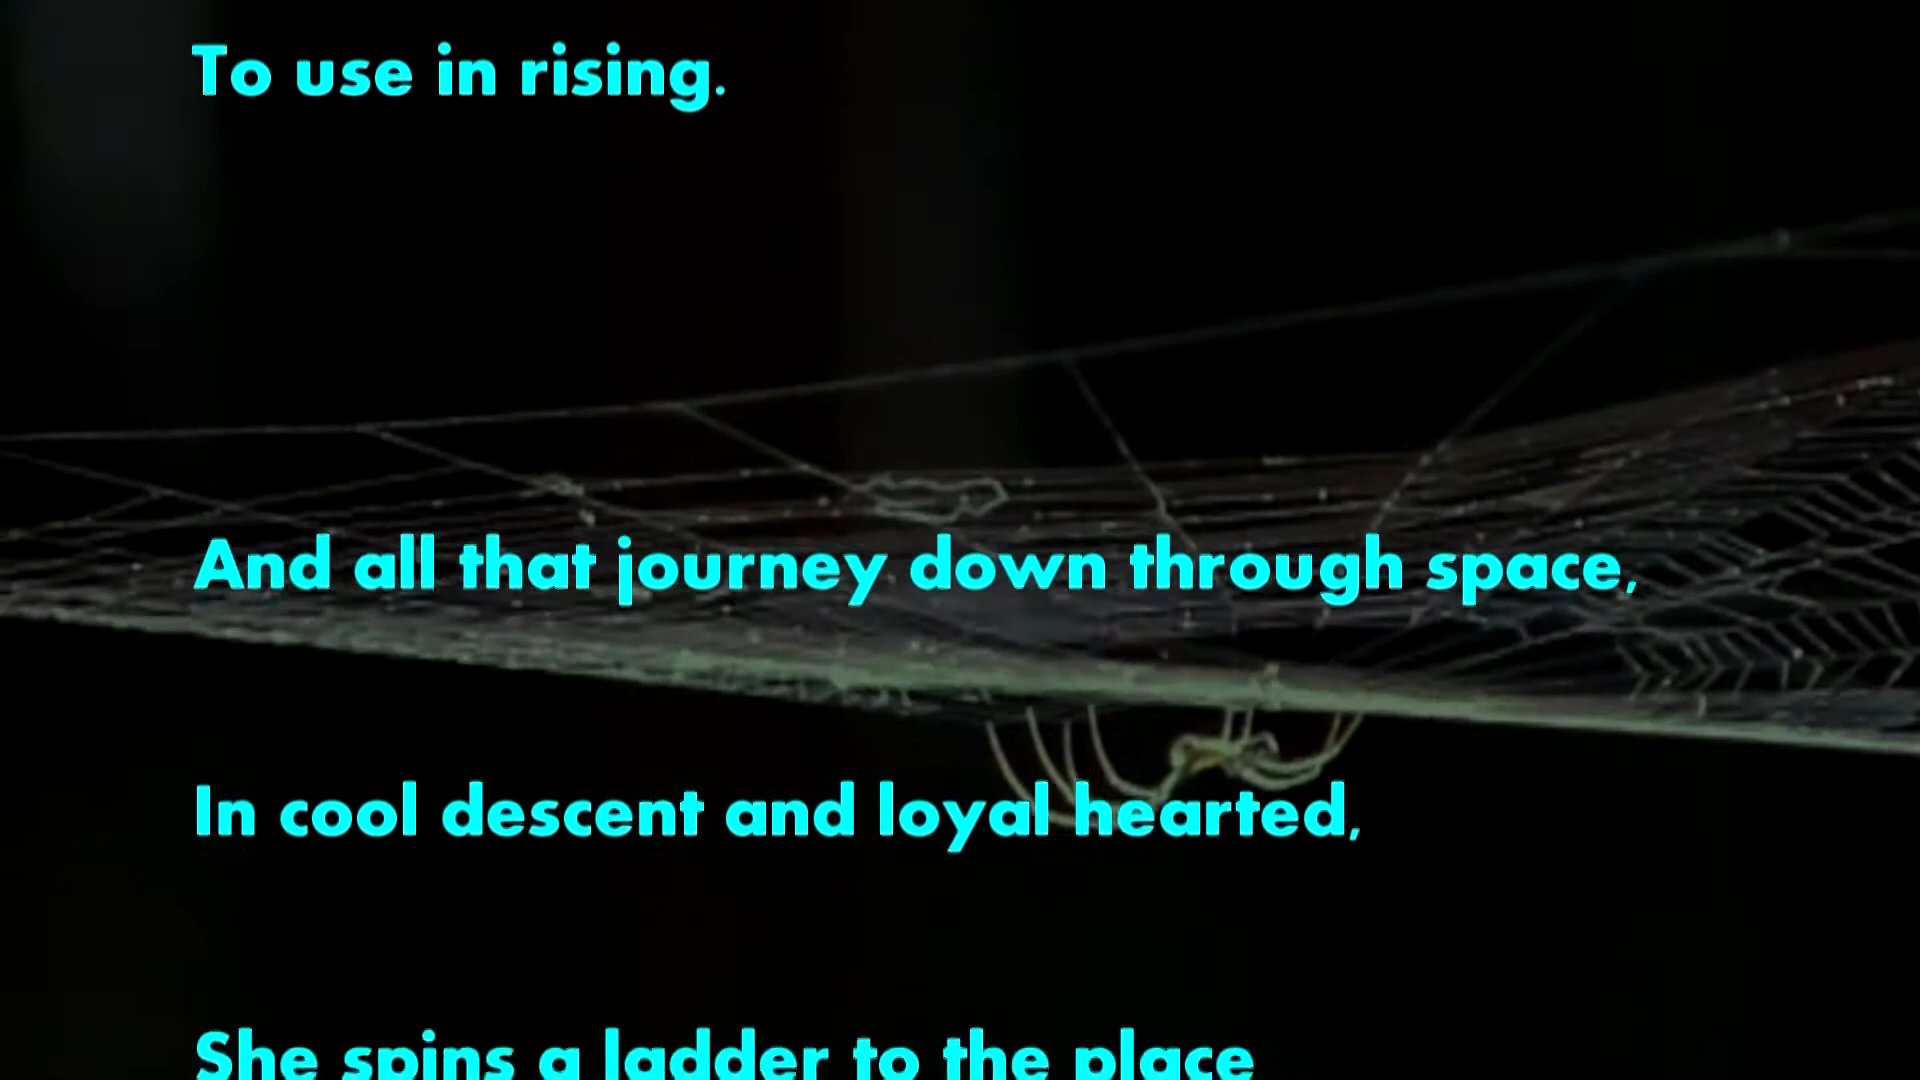 To use in rising.
And all that journey down through space,
In cool descent and loyal hearted,
She spins a ladder to the place